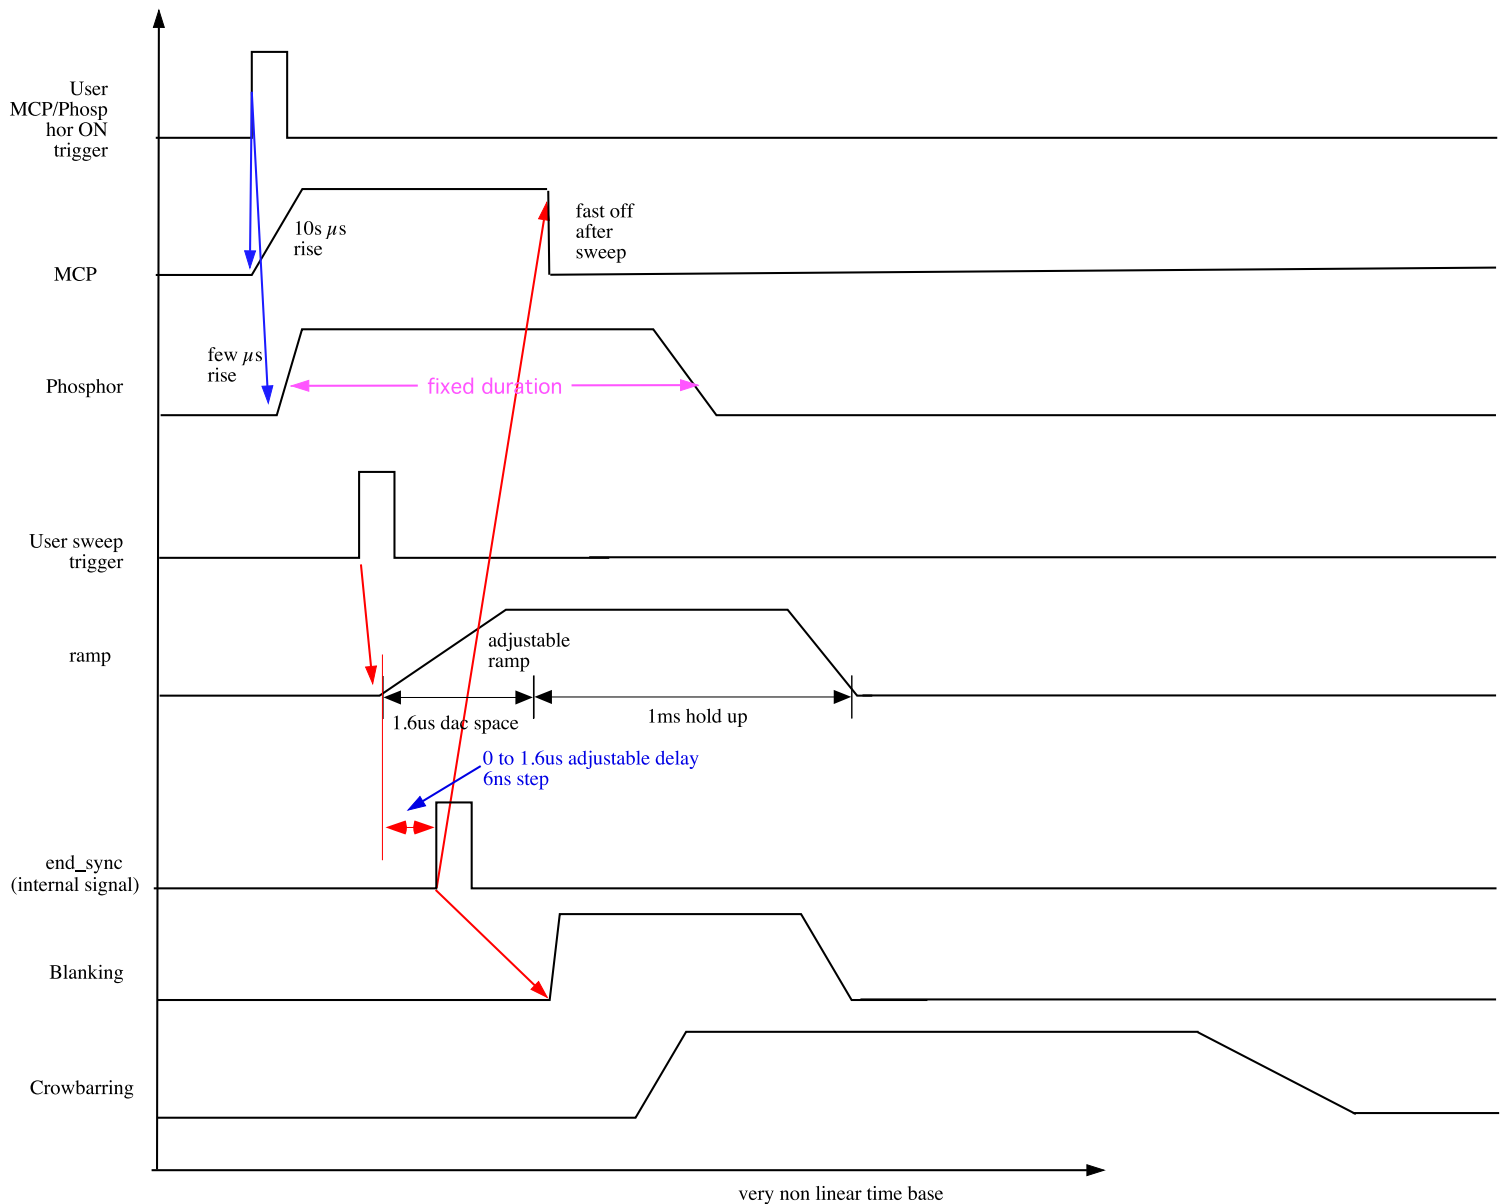 User
MCP/Phosp
hor ON
trigger
10s µs
rise
fast off
after
sweep
MCP
few µs
rise
Phosphor
fixed duration
User sweep
trigger
ramp
adjustable
ramp
1.6us dac space
1ms hold up
0 to 1.6us adjustable delay
6ns step
end_sync
(internal signal)
Blanking
Crowbarring
very non linear time base